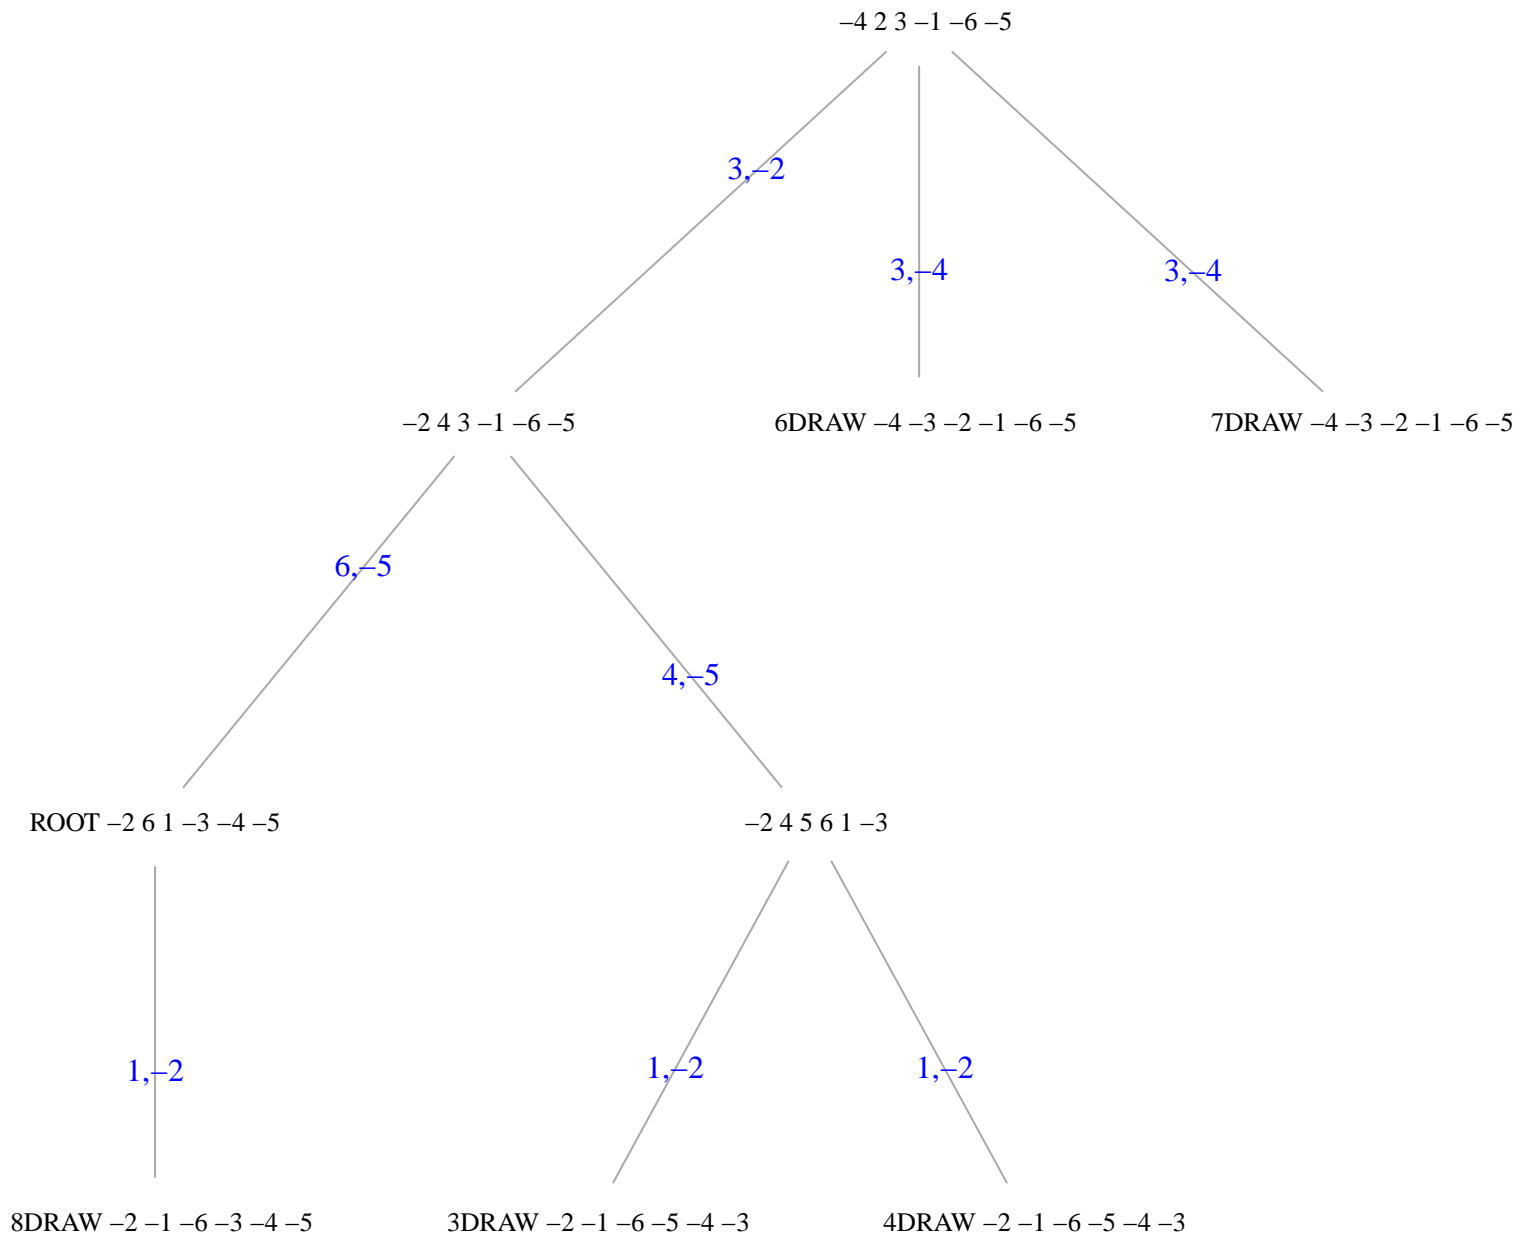 –4 2 3 –1 –6 –5
3,–2
3,–4
3,–4
–2 4 3 –1 –6 –5
6DRAW –4 –3 –2 –1 –6 –5
7DRAW –4 –3 –2 –1 –6 –5
6,–5
4,–5
ROOT –2 6 1 –3 –4 –5
–2 4 5 6 1 –3
1,–2
1,–2
1,–2
8DRAW –2 –1 –6 –3 –4 –5
3DRAW –2 –1 –6 –5 –4 –3
4DRAW –2 –1 –6 –5 –4 –3